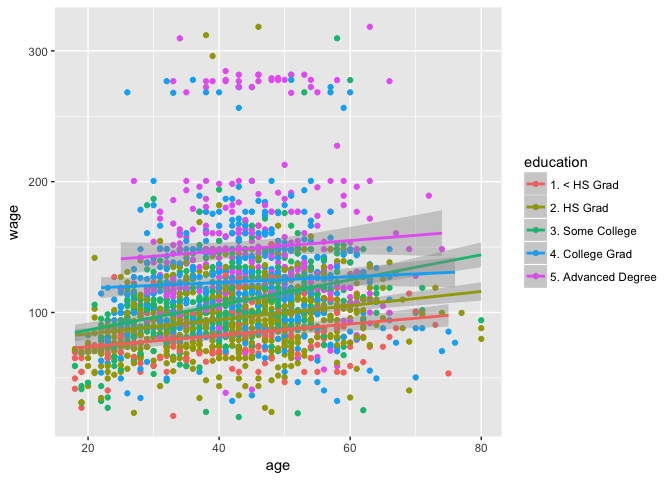 300
200
100
wage
20
40
60
80
age
education
1. < HS Grad
2. HS Grad
3. Some College
4. College Grad
5. Advanced Degree